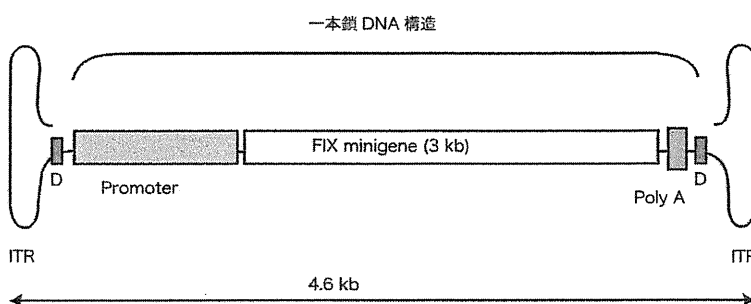 一本鎖 DNA 構造
FIX minigene (3 kb)
D
Promoter
D
Poly A
ITR
ITR
4.6 kb